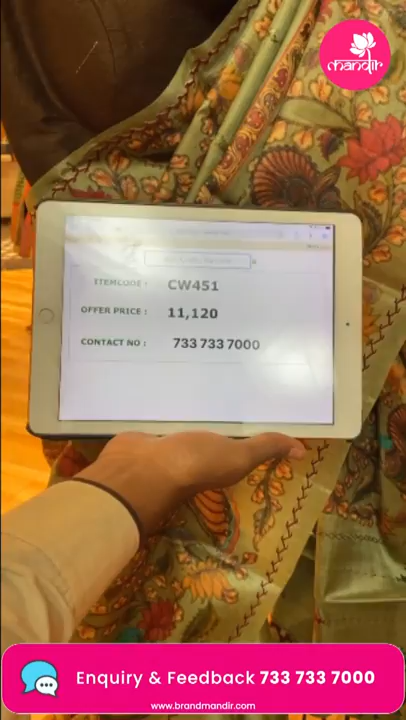 mandir
ITEMCODE : CW451
OFFER PRICE : 11,120
CONTACT NO : 733 733 7000
Enquiry & Feedback 733 733 7000
www.brandmandir.com